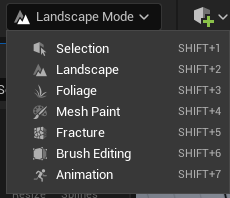 Landscape Mode
Selection SHIFT+1
Landscape SHIFT+2
Foliage SHIFT+3
Mesh Paint SHIFT+4
Fracture SHIFT+5
Brush Editing SHIFT+6
Animation SHIFT+7